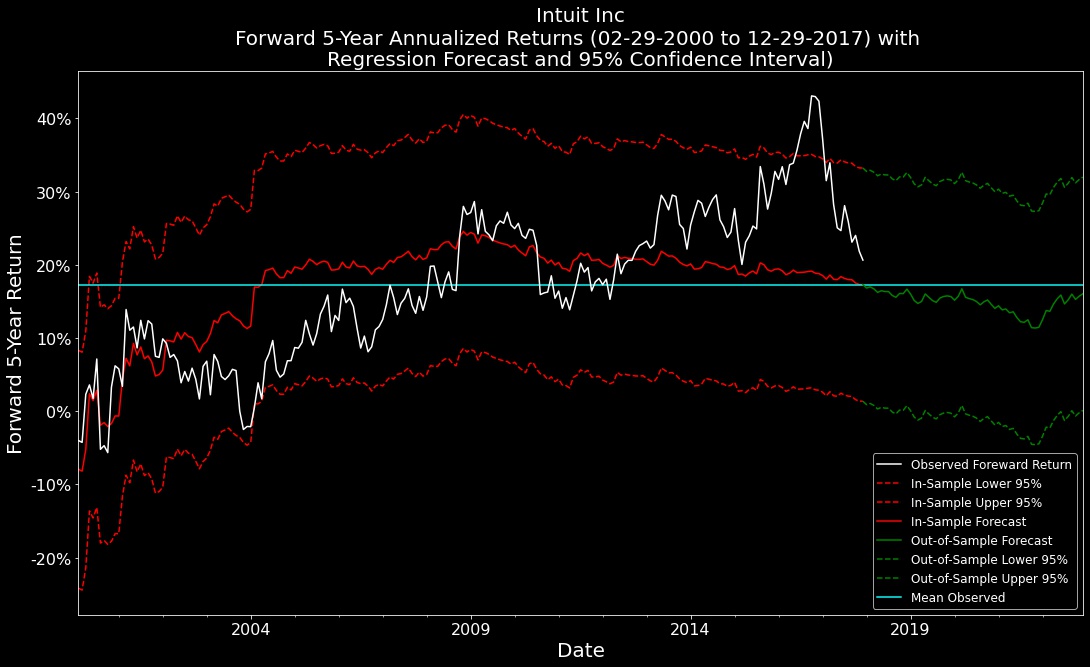 Intuit Inc
Forward 5-Year Annualized Returns (02-29-2000 to 12-29-2017) with
Regression Forecast and 95% Confidence Interval)
Forward 5-Year Return
40%
30%
20%
10%
0%
-10%
-20%
2004
2009
2014
2019
Date
Observed Foreward Return
In-Sample Lower 95%
In-Sample Upper 95%
In-Sample Forecast
Out-of-Sample Forecast
Out-of-Sample Lower 95%
Out-of-Sample Upper 95%
Mean Observed